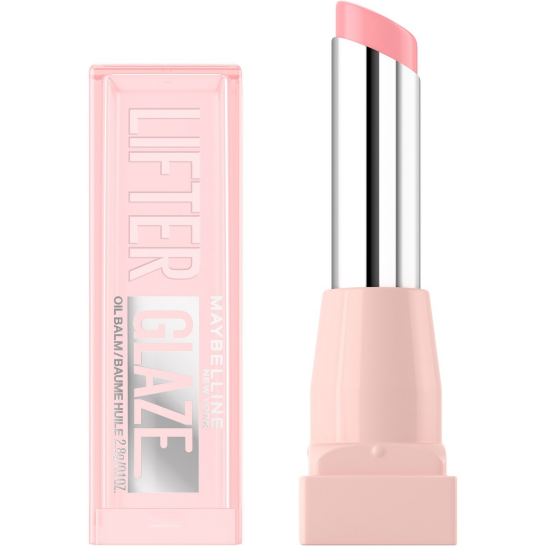 LIFTER
GLAZE
MAYBELLINE
NEW YORK
OIL BALM/BAUME HUILE 2.8g/0.1OZ.